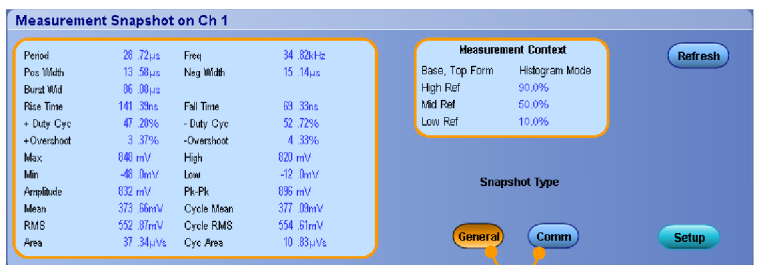 Measurement Snapshot on Ch 1
Period 28 .72µs Freq 34 .82kHz
Pos Width 13 .58µs Neg Width 15 .14µs
Burst Wid 86 .08µs
Rise Time 141 .39ns Fall Time 69 .33ns
+ Duty Cyc 47 .28% - Duty Cyc 52 .72%
+Overshoot 3 .37% -Overshoot 4 .33%
Max 848 mV High 820 mV
Min -48 .0mV Low -12 .0mV
Amplitude 832 mV Pk-Pk 896 mV
Mean 373 .66mV Cycle Mean 377 .09mV
RMS 552 .87mV Cycle RMS 554 .61mV
Area 37 .34µVs Cyc Area 10 .83µVs
Measurement Context
Base, Top Form Histogram Mode
High Ref 90.0%
Mid Ref 50.0%
Low Ref 10.0%
Refresh
Snapshot Type
General Comm
Setup